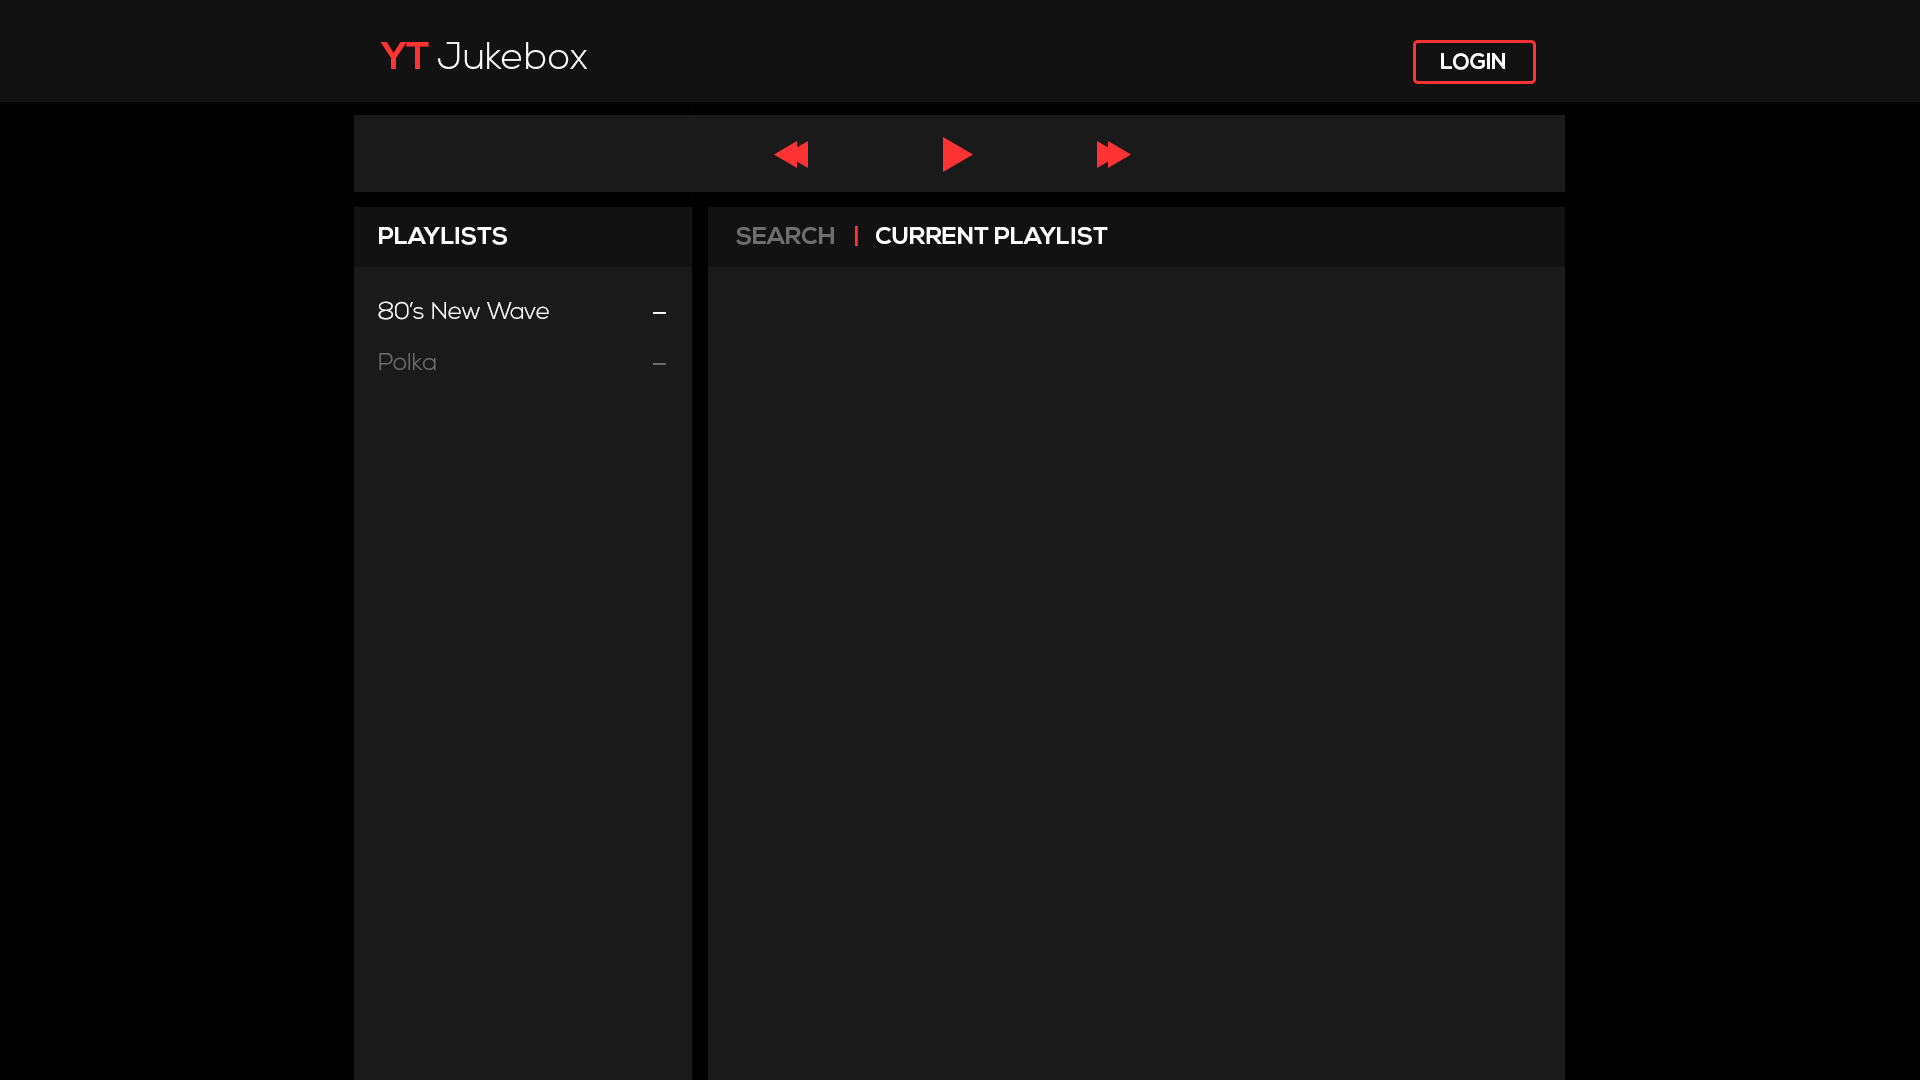 YT Jukebox
LOGIN
PLAYLISTS
SEARCH | CURRENT PLAYLIST
80's New Wave
Polka